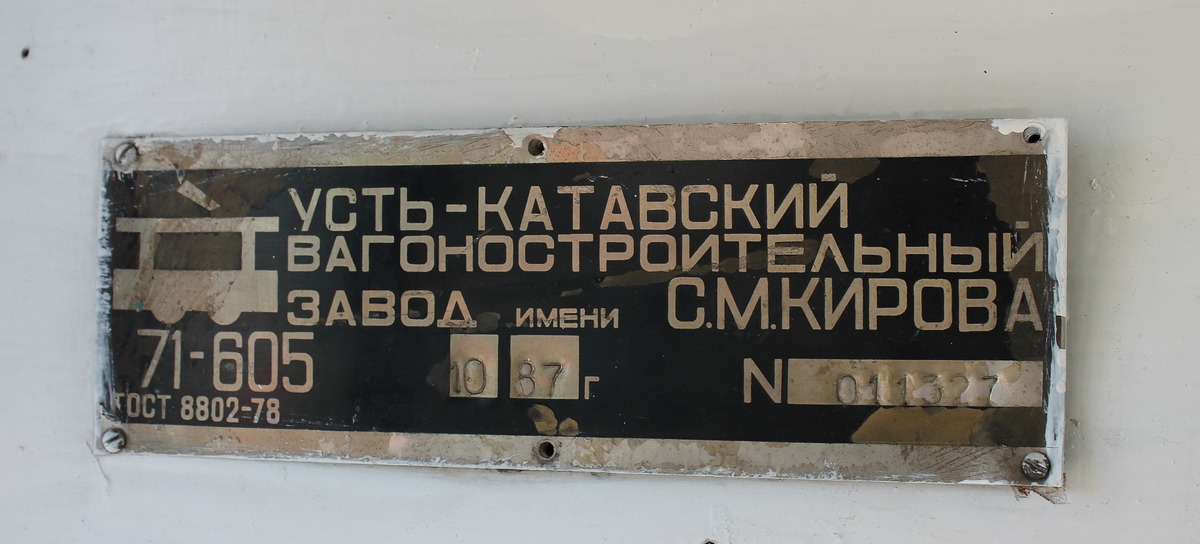 УСТЬ-КАТАВСКИЙ
ВАГОНОСТРОИТЕЛЬНЫЙ
ЗАВОД ИМЕНИ С.М.КИРОВА
71-605 10 87 г N 011327
ГОСТ 8802-78